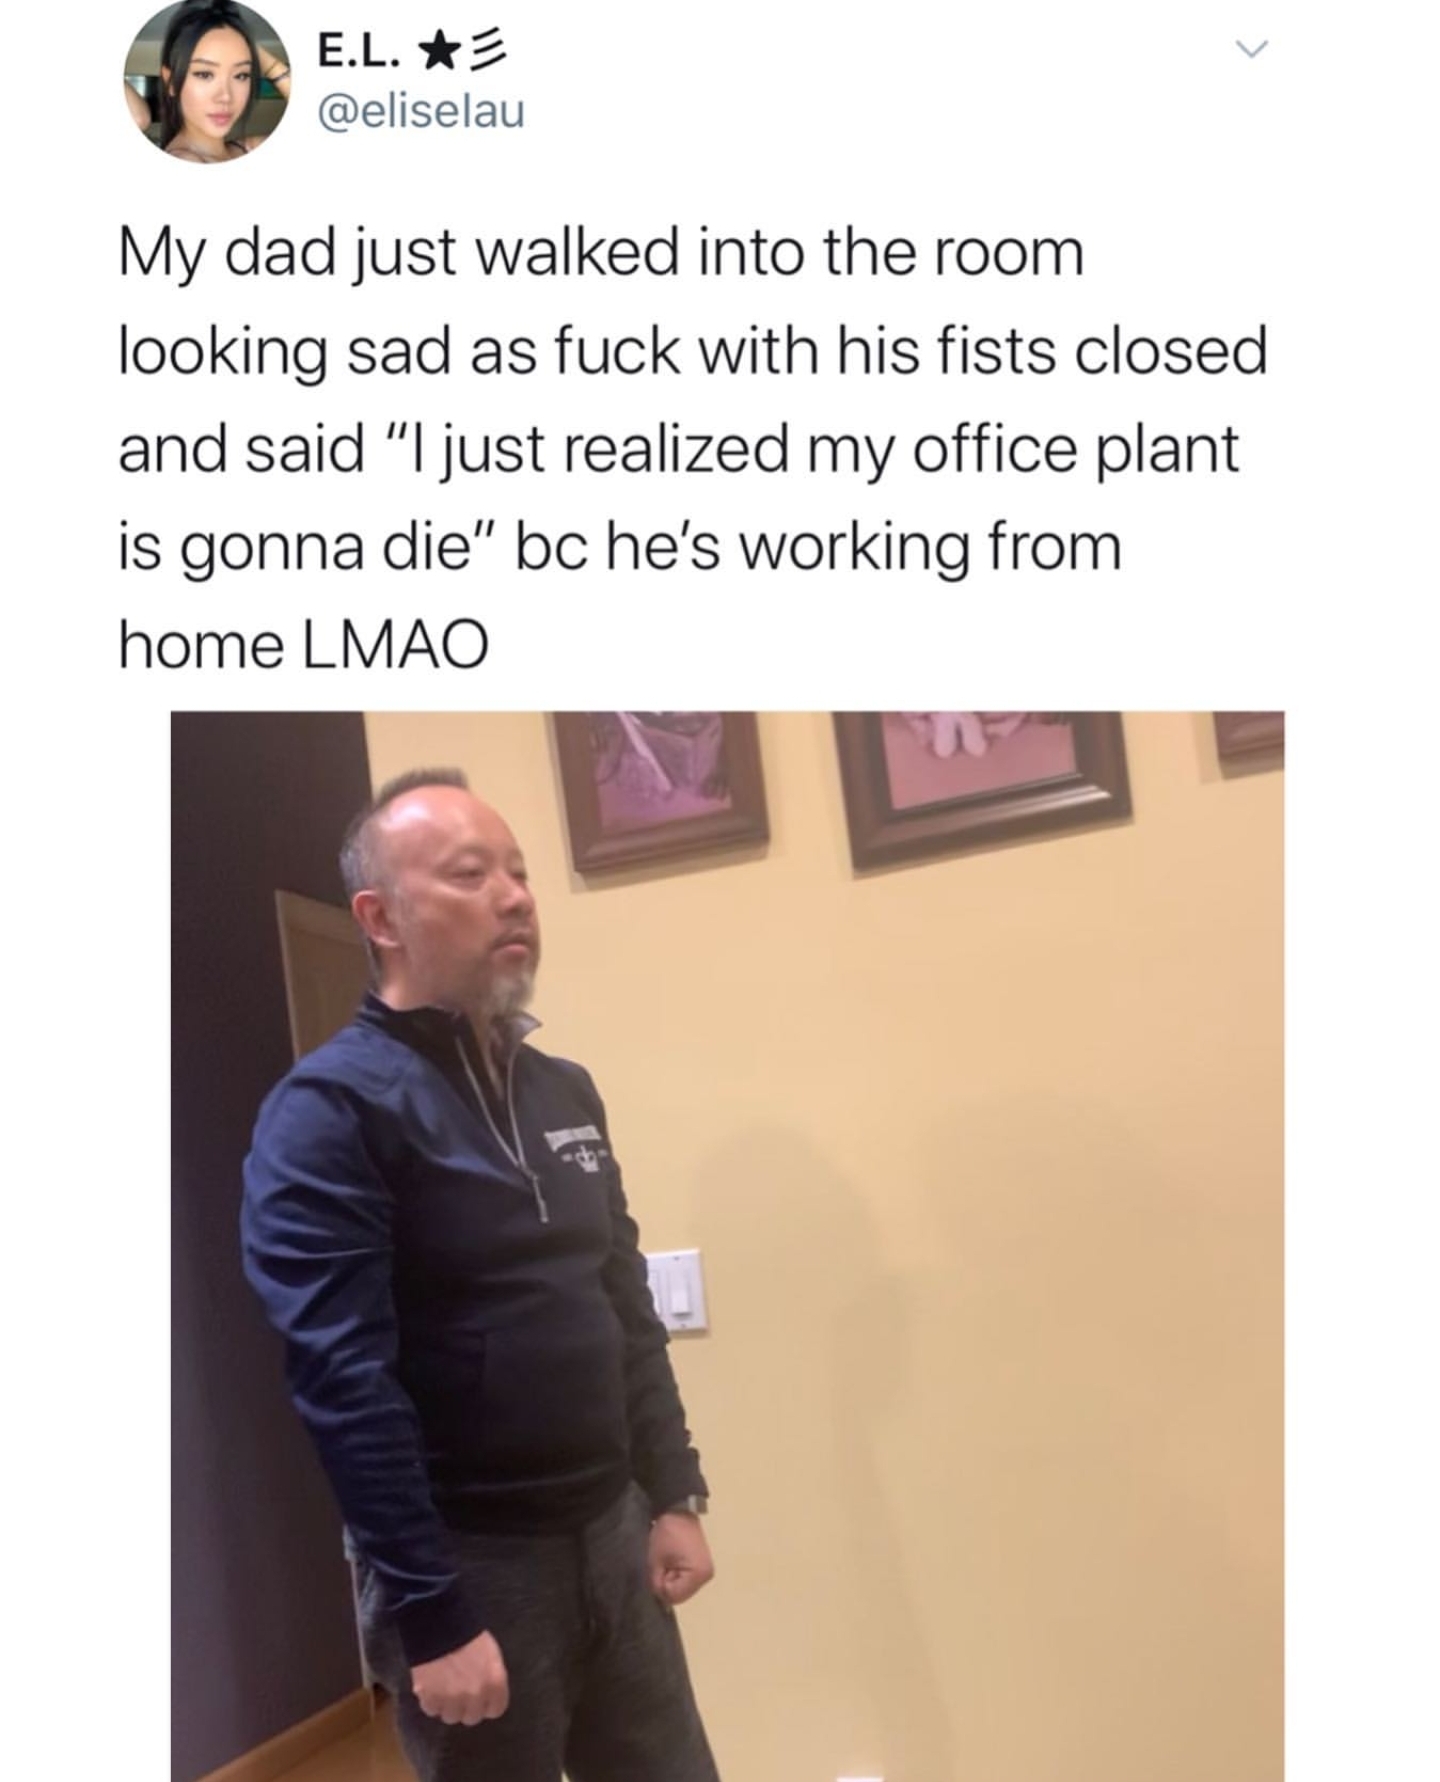 E.L. ★彡
@eliselau
My dad just walked into the room
looking sad as fuck with his fists closed
and said “I just realized my office plant
is gonna die” bc he’s working from
home LMAO